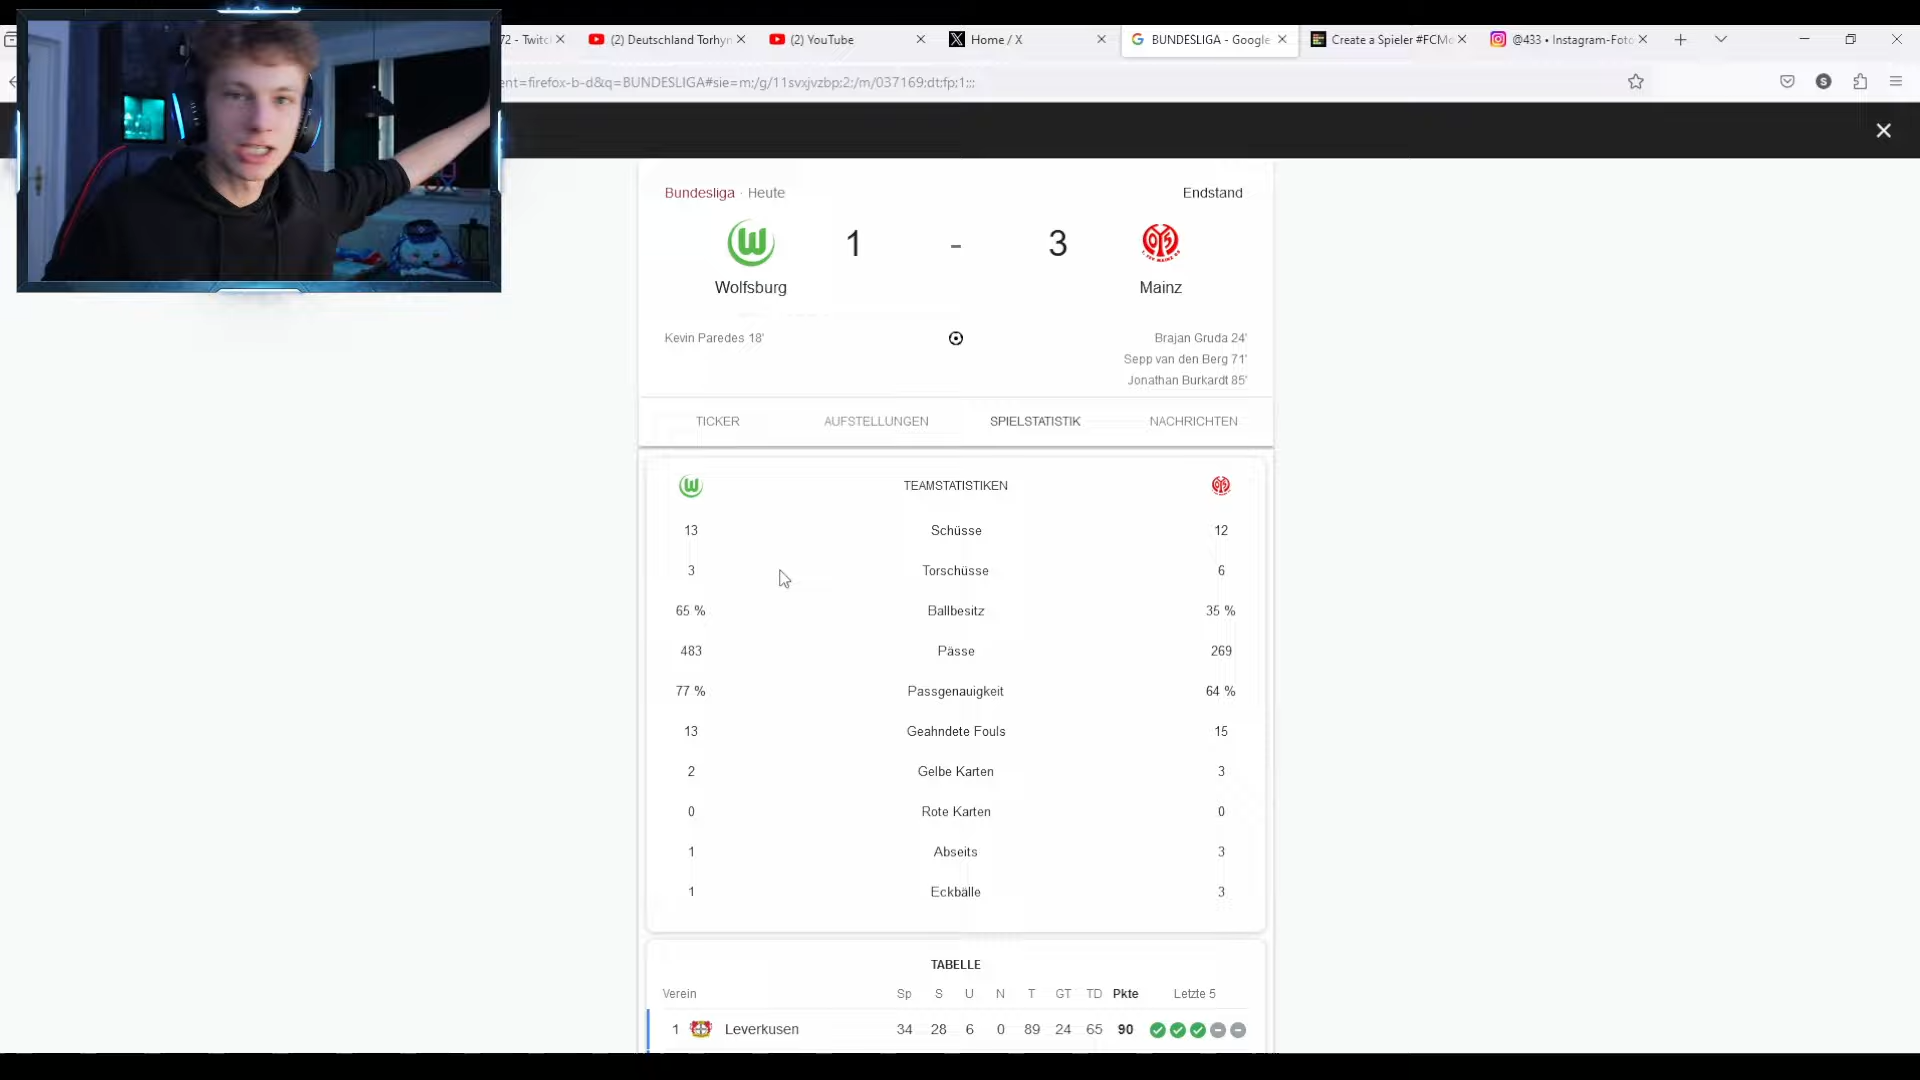 72 - Twitc
(2) Deutschland Torhyn
(2) YouTube
Home / X
BUNDESLIGA - Google
Create a Spieler #FCMo
@433 • Instagram-Foto
ent=firefox-b-d&q=BUNDESLIGA#sie=m;/g/11svxjvzbp;2;/m/037169;dt;fp;1;;;
S
Bundesliga · Heute
Endstand
1 - 3
Wolfsburg
Mainz
Kevin Paredes 18'
Brajan Gruda 24'
Sepp van den Berg 71'
Jonathan Burkardt 85'
TICKER AUFSTELLUNGEN SPIELSTATISTIK NACHRICHTEN
TEAMSTATISTIKEN
13 Schüsse 12
3 Torschüsse 6
65 % Ballbesitz 35 %
483 Pässe 269
77 % Passgenauigkeit 64 %
13 Geahndete Fouls 15
2 Gelbe Karten 3
0 Rote Karten 0
1 Abseits 3
1 Eckbälle 3
TABELLE
Verein Sp S U N T GT TD Pkte Letzte 5
1 Leverkusen 34 28 6 0 89 24 65 90